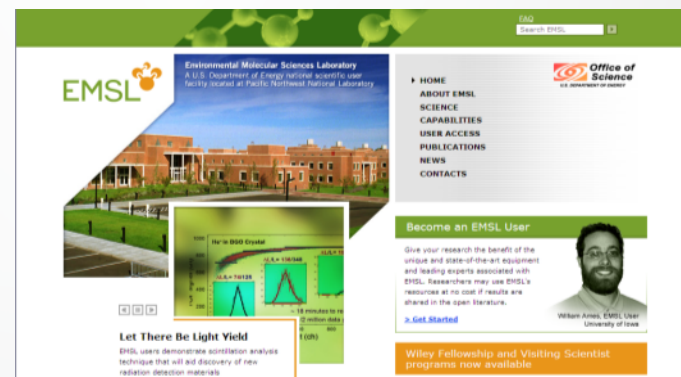 FAQ
Search EMSL
EMSL
Environmental Molecular Sciences Laboratory
A U.S. Department of Energy national scientific user
facility located at Pacific Northwest National Laboratory
HOME
ABOUT EMSL
SCIENCE
CAPABILITIES
USER ACCESS
PUBLICATIONS
NEWS
CONTACTS
Office of
Science
U.S. DEPARTMENT OF ENERGY
Become an EMSL User
Give your research the benefit of the
unique and state-of-the-art equipment
and leading experts associated with
EMSL. Researchers may use EMSL's
resources at no cost if results are
shared in the open literature.
> Get Started
William Ames, EMSL User
University of Iowa
Crystal
Let There Be Light Yield
EMSL users demonstrate scintillation analysis
technique that will aid discovery of new
radiation detection materials
Wiley Fellowship and Visiting Scientist
programs now available